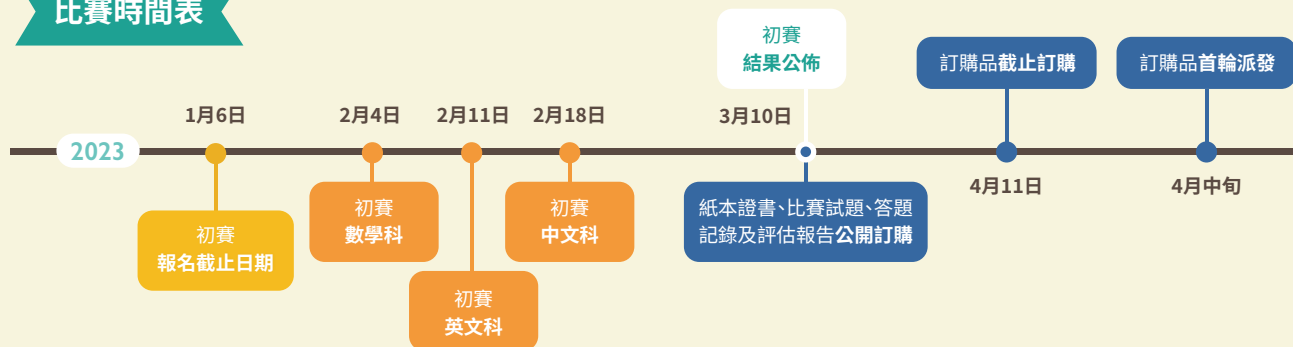 比賽時間表
2023
1月6日
初賽
報名截止日期
2月4日
初賽
數學科
2月11日
初賽
英文科
2月18日
初賽
中文科
3月10日
初賽
結果公佈
紙本證書、比賽試題、答題
記錄及評估報告公開訂購
訂購品截止訂購
4月11日
訂購品首輪派發
4月中旬